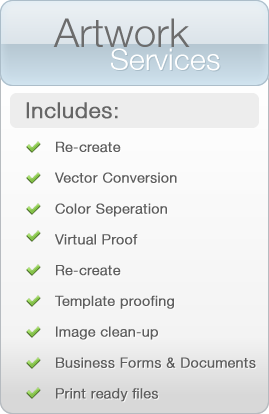 Artwork
Services
Includes:
Re-create
Vector Conversion
Color Seperation
Virtual Proof
Re-create
Template proofing
Image clean-up
Business Forms & Documents
Print ready files